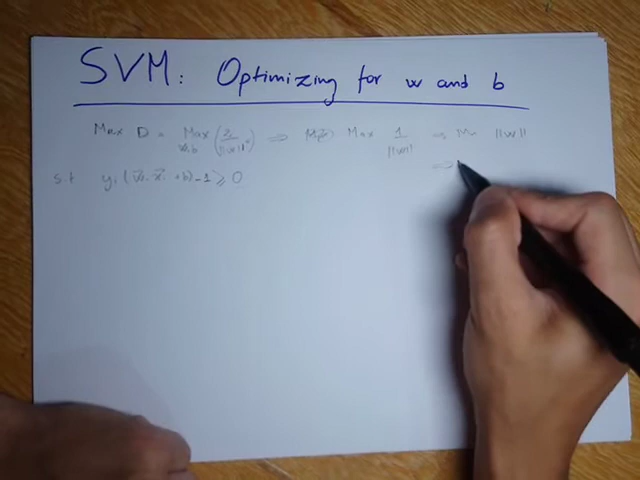 SVM: Optimizing for w and b
Max D = Max w,b (2/||w||) ⇒ Max 1/||w|| ⇒ Min ||w||
s.t yi (w⃗. x⃗i + b) - 1 ≥ 0 ⇒